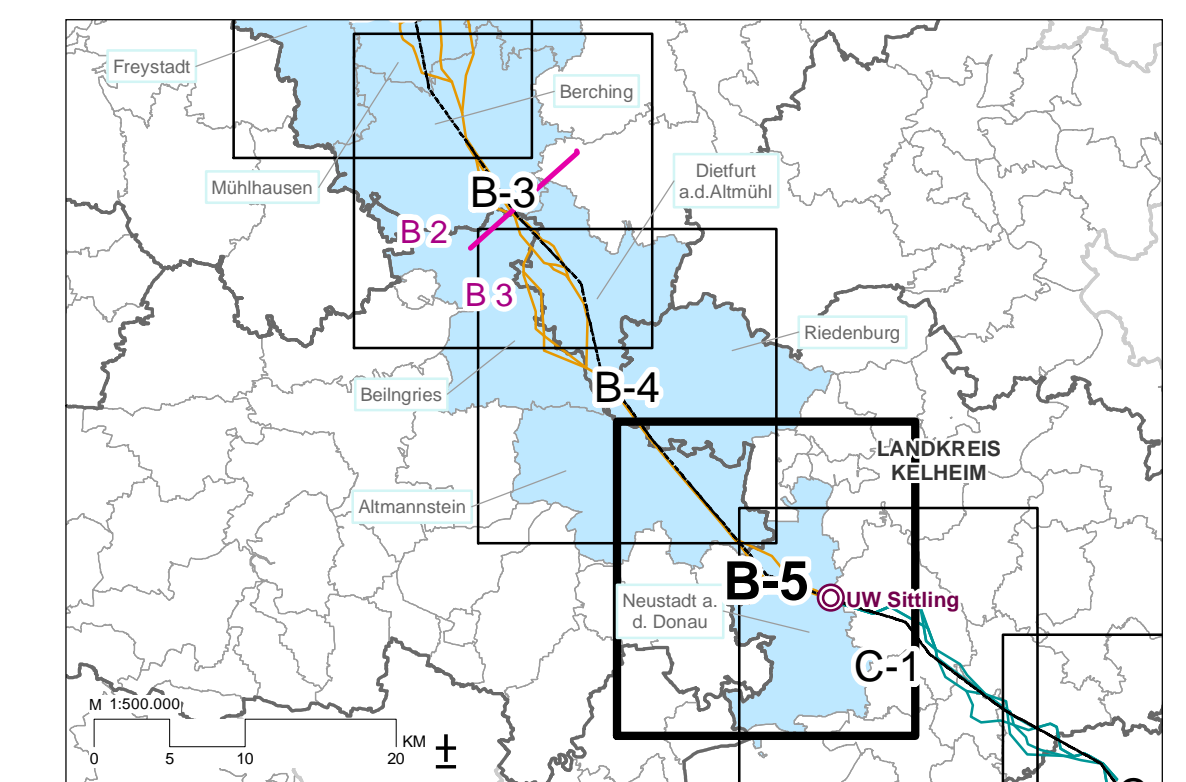 Freystadt
Berching
Mühlhausen
Dietfurt
a.d.Altmühl
B-3
B 2
B 3
Riedenburg
Beilngries
B-4
LANDKREIS
KELHEIM
Altmannstein
B-5
Neustadt a.
d. Donau
UW Sittling
C-1
M 1:500.000
KM
0 5 10 20